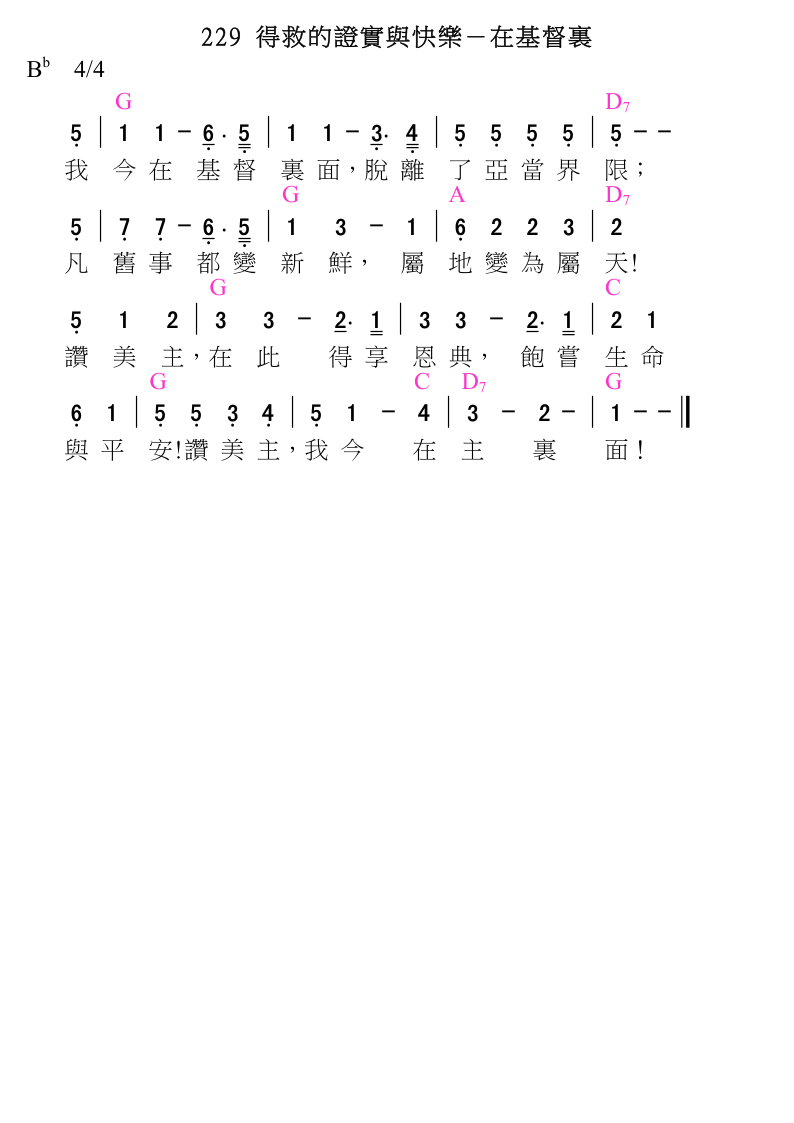 229 得救的證實與快樂－在基督裏
B♭ 4/4
G D7
5 | 1 1 - 6 . 5 | 1 1 - 3 . 4 | 5 5 5 5 | 5 - -
我 今 在 基 督 裏 面，脫 離 了 亞 當 界 限；
G A D7
5 | 7 7 - 6 . 5 | 1 3 - 1 | 6 2 2 3 | 2
凡 舊 事 都 變 新 鮮， 屬 地 變 為 屬 天!
G C
5 1 2 | 3 3 - 2 . 1 | 3 3 - 2 . 1 | 2 1
讚 美 主，在 此 得 享 恩 典， 飽 嘗 生 命
G C D7 G
6 1 | 5 5 3 4 | 5 1 - 4 | 3 - 2 - | 1 - - ||
與 平 安!讚 美 主，我 今 在 主 裏 面！